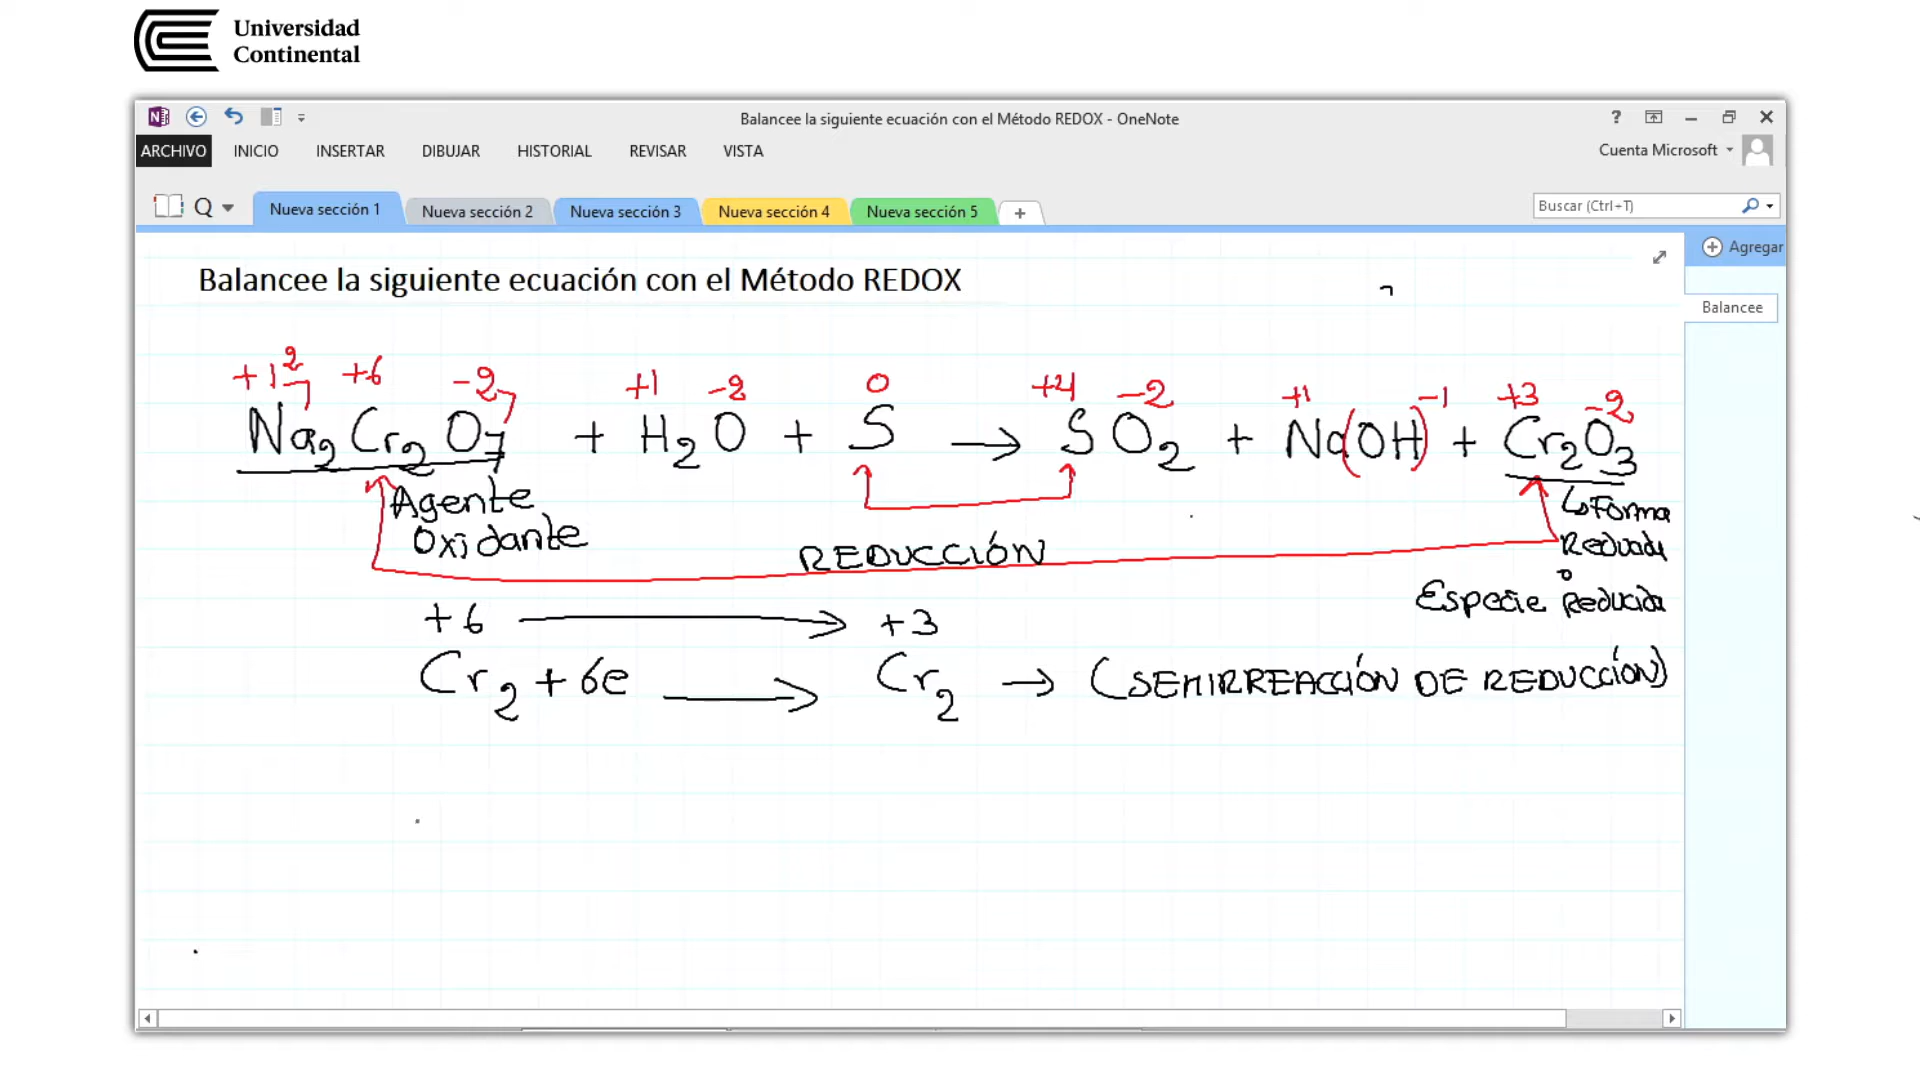 Universidad
Continental
Balancee la siguiente ecuación con el Método REDOX - OneNote
?
ARCHIVO INICIO INSERTAR DIBUJAR HISTORIAL REVISAR VISTA
Cuenta Microsoft
Nueva sección 1 Nueva sección 2 Nueva sección 3 Nueva sección 4 Nueva sección 5 +
Buscar (Ctrl+T)
Agregar
Balancee
Balancee la siguiente ecuación con el Método REDOX
+1 2 +6 -2 7 +1 -2 0 +4 -2 +1 -1 +3 -2
Na2Cr2O7 + H2O + S → SO2 + Na(OH) + Cr2O3
Agente
Oxidante
↳ Forma
REDUCCIÓN
o
Especie Reducida
+6 → +3
Cr2 + 6e → Cr2 → (SEMIRREACCIÓN DE REDUCCIÓN)